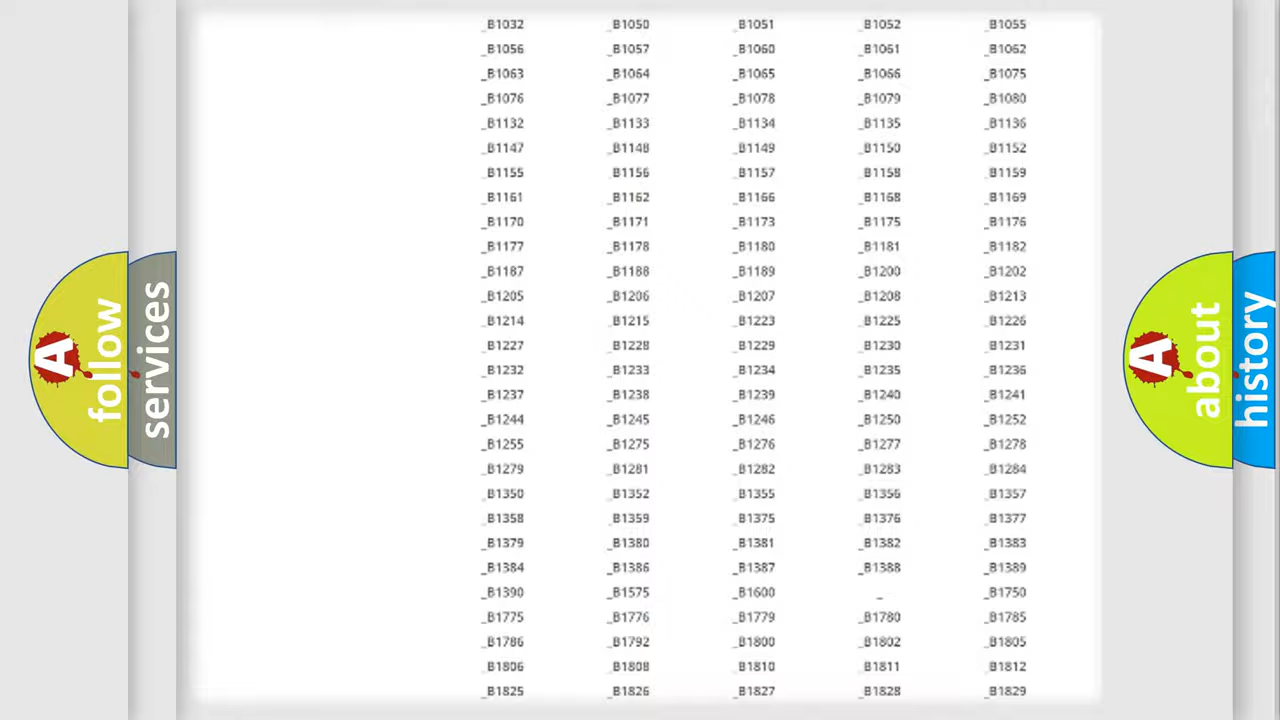 _B1032 _B1050 _B1051 _B1052 _B1055
_B1056 _B1057 _B1060 _B1061 _B1062
_B1063 _B1064 _B1065 _B1066 _B1075
_B1076 _B1077 _B1078 _B1079 _B1080
_B1132 _B1133 _B1134 _B1135 _B1136
_B1147 _B1148 _B1149 _B1150 _B1152
_B1155 _B1156 _B1157 _B1158 _B1159
_B1161 _B1162 _B1166 _B1168 _B1169
_B1170 _B1171 _B1173 _B1175 _B1176
_B1177 _B1178 _B1180 _B1181 _B1182
_B1187 _B1188 _B1189 _B1200 _B1202
_B1205 _B1206 _B1207 _B1208 _B1213
_B1214 _B1215 _B1223 _B1225 _B1226
_B1227 _B1228 _B1229 _B1230 _B1231
_B1232 _B1233 _B1234 _B1235 _B1236
_B1237 _B1238 _B1239 _B1240 _B1241
_B1244 _B1245 _B1246 _B1250 _B1252
_B1255 _B1275 _B1276 _B1277 _B1278
_B1279 _B1281 _B1282 _B1283 _B1284
_B1350 _B1352 _B1355 _B1356 _B1357
_B1358 _B1359 _B1375 _B1376 _B1377
_B1379 _B1380 _B1381 _B1382 _B1383
_B1384 _B1386 _B1387 _B1388 _B1389
_B1390 _B1575 _B1600 _ _B1750
_B1775 _B1776 _B1779 _B1780 _B1785
_B1786 _B1792 _B1800 _B1802 _B1805
_B1806 _B1808 _B1810 _B1811 _B1812
_B1825 _B1826 _B1827 _B1828 _B1829
A
follow
services
A
about
history